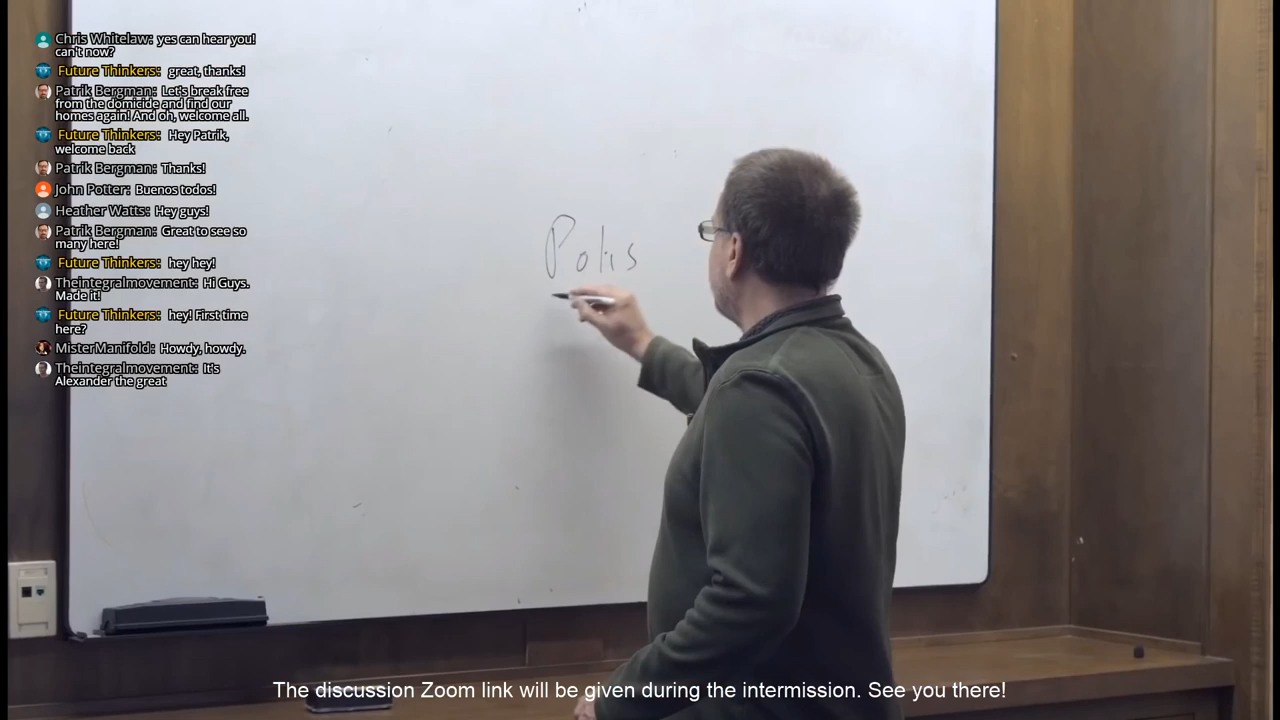 Chris Whitelaw: yes can hear you!
can't now?
Future Thinkers: great, thanks!
Patrik Bergman: Let's break free
from the domicide and find our
homes again! And oh, welcome all.
Future Thinkers: Hey Patrik,
welcome back
Patrik Bergman: Thanks!
John Potter: Buenos todos!
Heather Watts: Hey guys!
Patrik Bergman: Great to see so
many here!
Future Thinkers: hey hey!
Theintegralmovement: Hi Guys.
Made it!
Future Thinkers: hey! First time
here?
MisterManifold: Howdy, howdy.
Theintegralmovement: It's
Alexander the great
Polis
The discussion Zoom link will be given during the intermission. See you there!